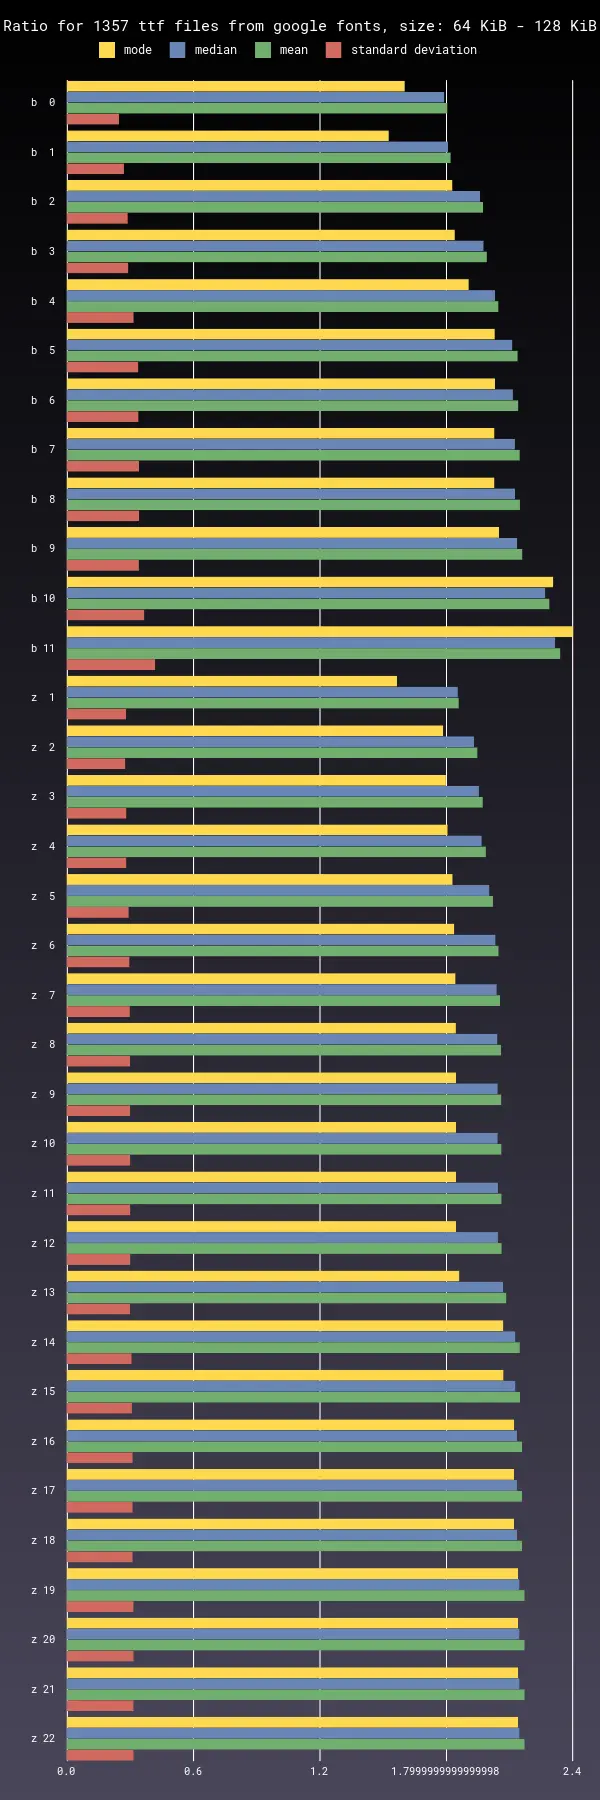 Ratio for 1357 ttf files from google fonts, size: 64 KiB - 128 KiB
mode median mean standard deviation
b 0
b 1
b 2
b 3
b 4
b 5
b 6
b 7
b 8
b 9
b 10
b 11
z 1
z 2
z 3
z 4
z 5
z 6
z 7
z 8
z 9
z 10
z 11
z 12
z 13
z 14
z 15
z 16
z 17
z 18
z 19
z 20
z 21
z 22
0.0 0.6 1.2 1.7999999999999998 2.4